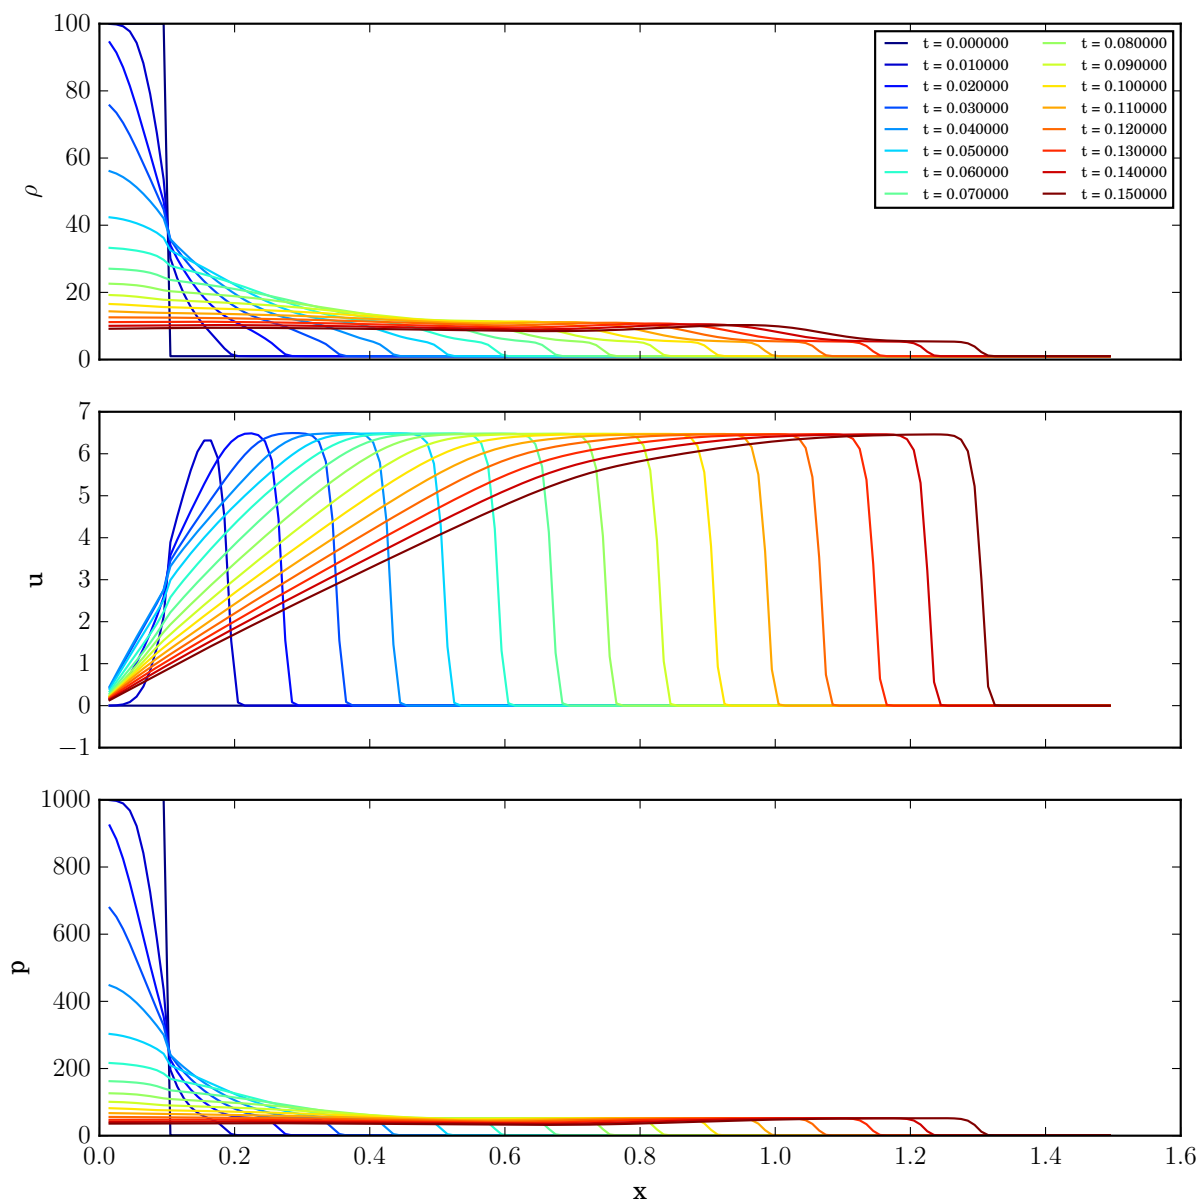 100
80
60
40
20
0
ρ
t = 0.000000
t = 0.010000
t = 0.020000
t = 0.030000
t = 0.040000
t = 0.050000
t = 0.060000
t = 0.070000
t = 0.080000
t = 0.090000
t = 0.100000
t = 0.110000
t = 0.120000
t = 0.130000
t = 0.140000
t = 0.150000
7
6
5
4
3
2
1
0
−1
u
1000
800
600
400
200
0
p
0.0 0.2 0.4 0.6 0.8 1.0 1.2 1.4 1.6
x